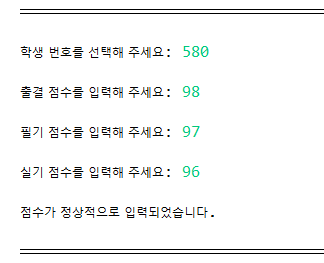 학생 번호를 선택해 주세요: 580
출결 점수를 입력해 주세요: 98
필기 점수를 입력해 주세요: 97
실기 점수를 입력해 주세요: 96
점수가 정상적으로 입력되었습니다.